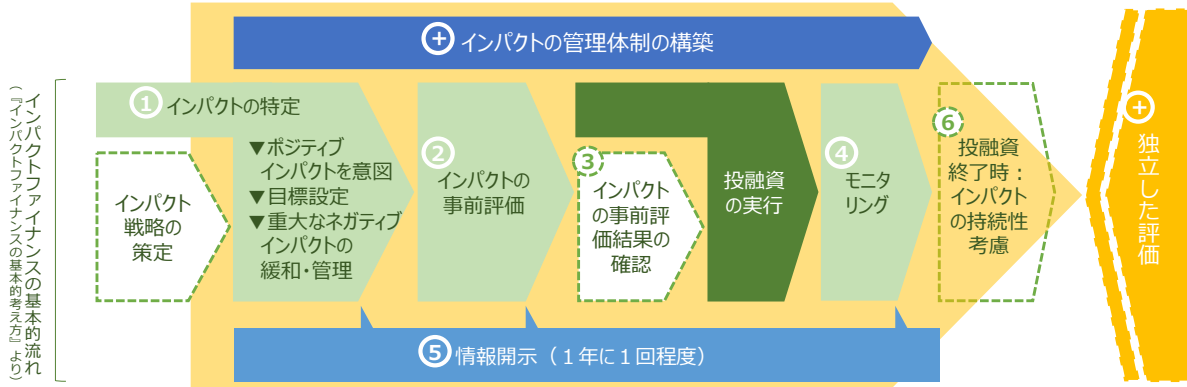 インパクトファイナンスの基本的流れ
(『インパクトファイナンスの基本的考え方』より)
+ インパクトの管理体制の構築
① インパクトの特定
インパクト
戦略の
策定
▼ポジティブ
インパクトを意図
▼目標設定
▼重大なネガティブ
インパクトの
緩和・管理
②
インパクトの
事前評価
③
インパクト
の事前評
価結果の
確認
投融資
の実行
④
モニタ
リング
⑥
投融資
終了時：
インパクト
の持続性
考慮
⑤ 情報開示（１年に１回程度）
+
独立した評価